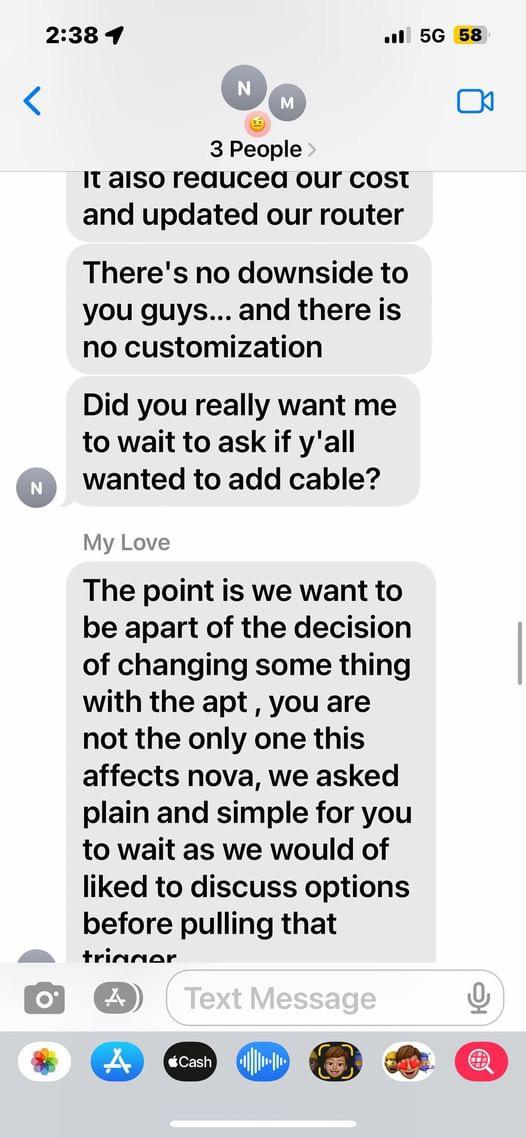 2:38
5G 58
N
M
3 People
It also reduced our cost
and updated our router
There's no downside to
you guys... and there is
no customization
Did you really want me
to wait to ask if y'all
wanted to add cable?
N
My Love
The point is we want to
be apart of the decision
of changing some thing
with the apt , you are
not the only one this
affects nova, we asked
plain and simple for you
to wait as we would of
liked to discuss options
before pulling that
trigger
Text Message
Cash